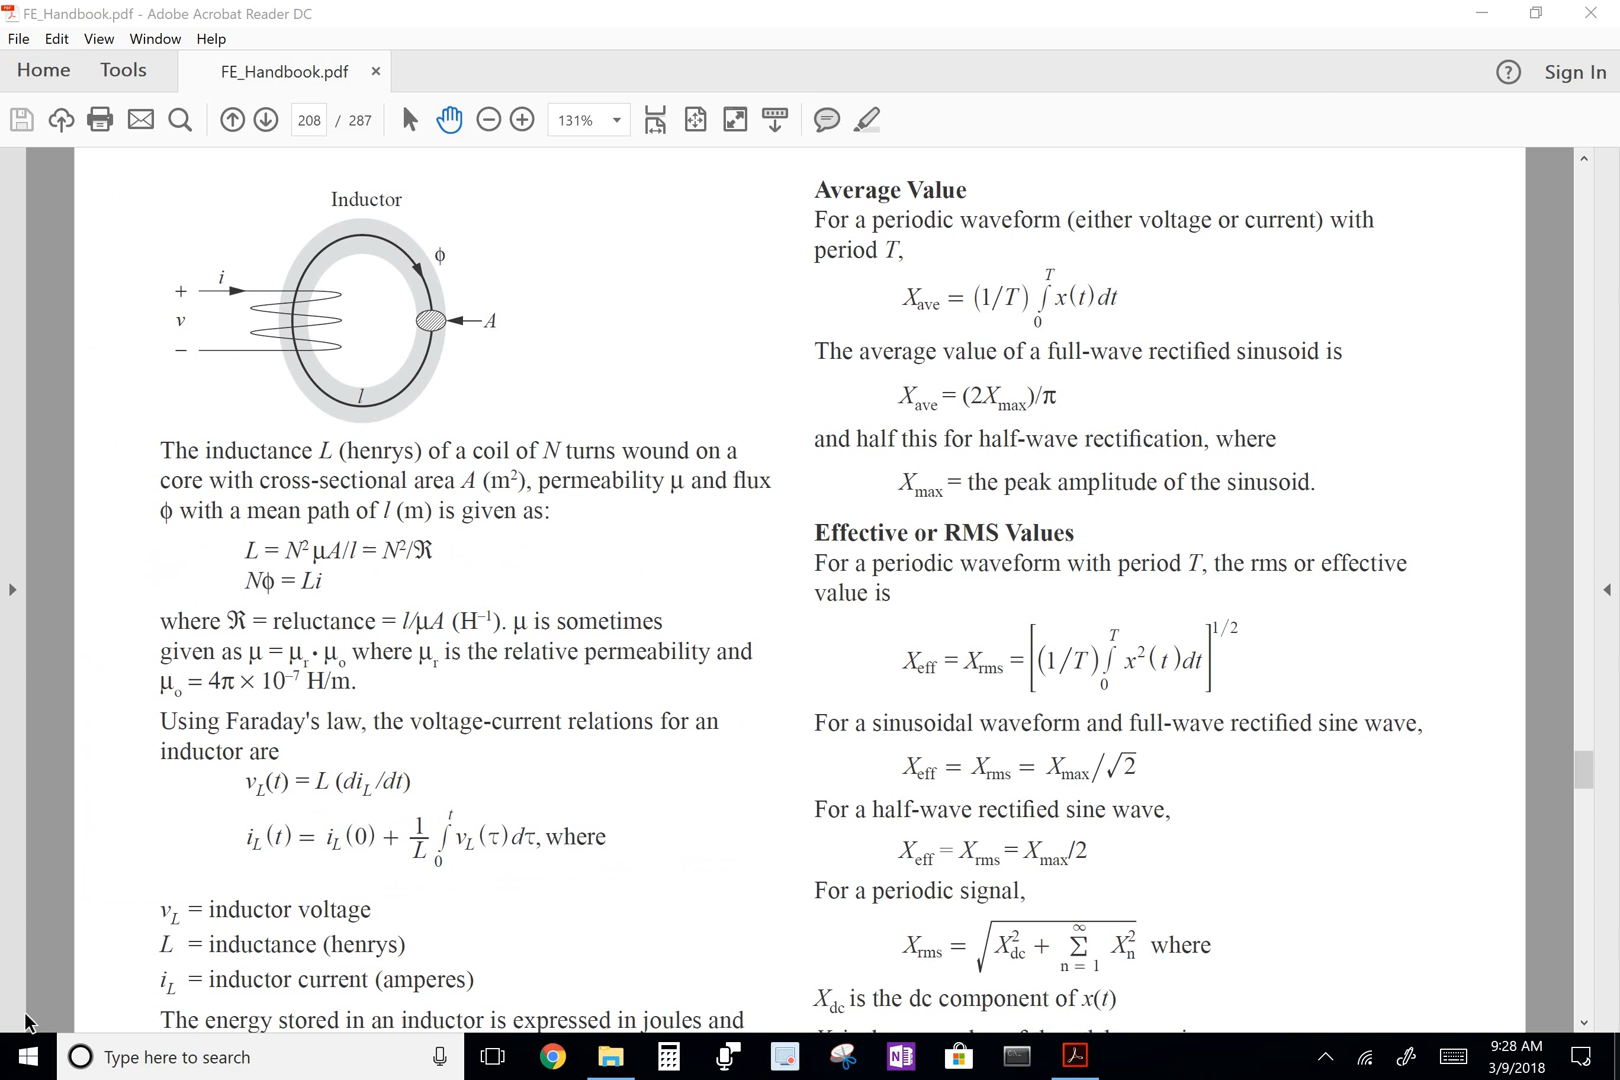 FE_Handbook.pdf - Adobe Acrobat Reader DC
File Edit View Window Help
Home Tools FE_Handbook.pdf × Sign In
208 / 287 131%
Inductor
ϕ
i
+
v
−
A
l
The inductance L (henrys) of a coil of N turns wound on a
core with cross-sectional area A (m²), permeability µ and flux
ϕ with a mean path of l (m) is given as:
L = N² µA/l = N²/ℜ
Nϕ = Li
where ℜ = reluctance = l/µA (H⁻¹). µ is sometimes
given as µ = µr · µo where µr is the relative permeability and
µo = 4π × 10⁻⁷ H/m.
Using Faraday's law, the voltage-current relations for an
inductor are
vL(t) = L (diL /dt)
iL(t) = iL(0) + 1/L ∫₀ᵗ vL(τ) dτ, where
vL = inductor voltage
L = inductance (henrys)
iL = inductor current (amperes)
The energy stored in an inductor is expressed in joules and
Average Value
For a periodic waveform (either voltage or current) with
period T,
Xave = (1/T) ∫₀ᵀ x(t) dt
The average value of a full-wave rectified sinusoid is
Xave = (2Xmax)/π
and half this for half-wave rectification, where
Xmax = the peak amplitude of the sinusoid.
Effective or RMS Values
For a periodic waveform with period T, the rms or effective
value is
Xeff = Xrms = [(1/T) ∫₀ᵀ x²(t) dt]^1/2
For a sinusoidal waveform and full-wave rectified sine wave,
Xeff = Xrms = Xmax/√2
For a half-wave rectified sine wave,
Xeff = Xrms = Xmax/2
For a periodic signal,
Xrms = √(X²dc + Σ n = 1 ∞ X²n) where
Xdc is the dc component of x(t)
Type here to search
9:28 AM
3/9/2018